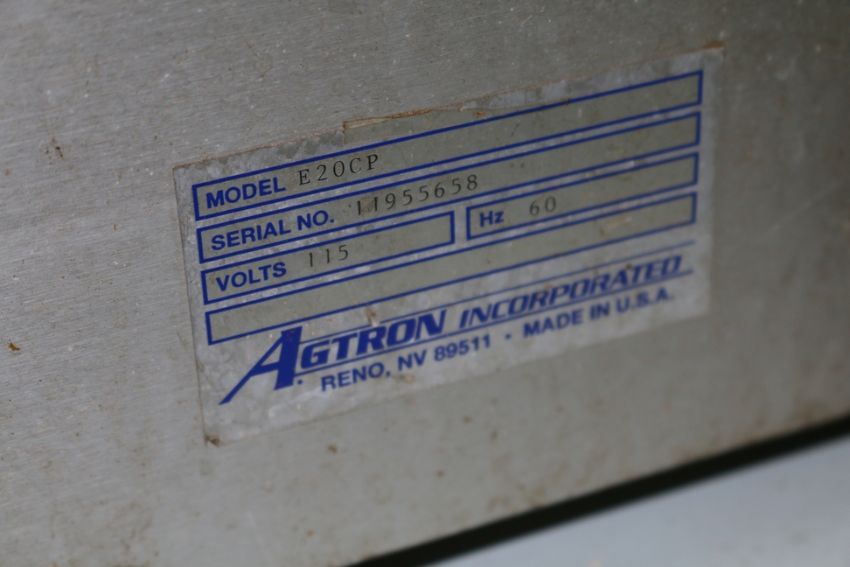 MODEL E20CP
SERIAL NO. 11955658
VOLTS 115 Hz 60
AGTRON INCORPORATED
RENO, NV 89511 · MADE IN U.S.A.